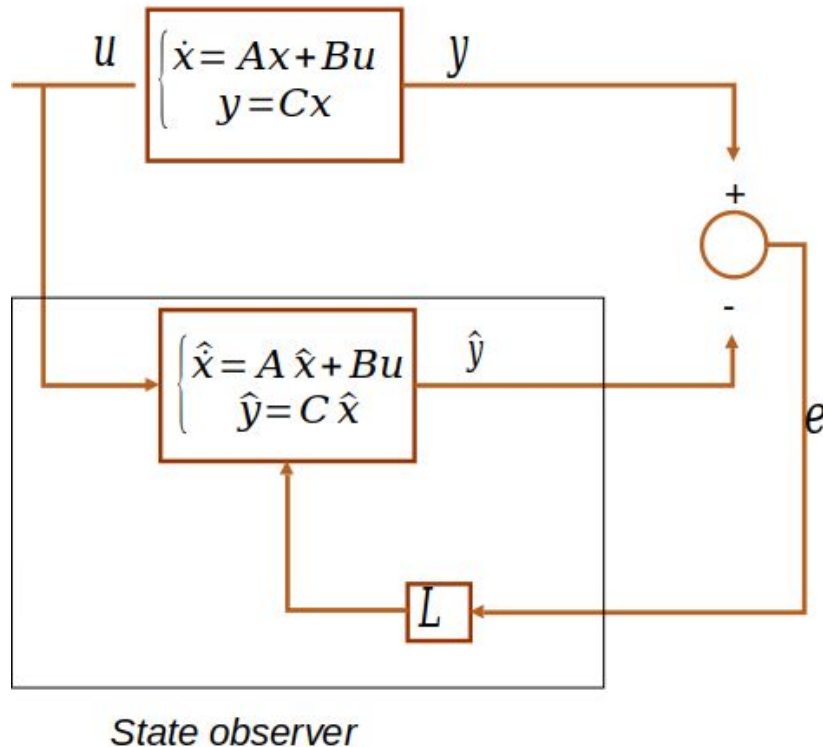 u
ẋ = Ax + Bu
y
y = Cx
+
-
x̂̇ = A x̂ + Bu
ŷ
ŷ = C x̂
e
L
State observer